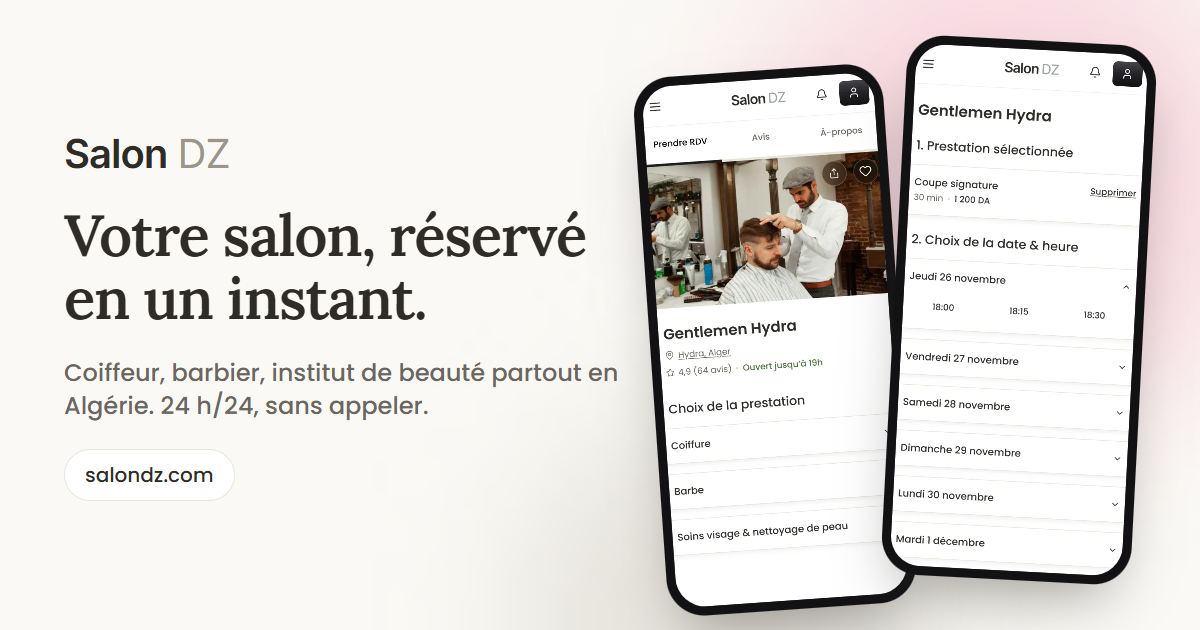 Salon DZ
Votre salon, réservé
en un instant.
Coiffeur, barbier, institut de beauté partout en
Algérie. 24 h/24, sans appeler.
salondz.com
Salon DZ
Prendre RDV
Avis
À-propos
Gentlemen Hydra
Hydra, Alger
4,9 (64 avis) · Ouvert jusqu'à 19h
Choix de la prestation
Coiffure
Barbe
Soins visage & nettoyage de peau
Salon DZ
Gentlemen Hydra
1. Prestation sélectionnée
Coupe signature
Supprimer
30 min · 1 200 DA
2. Choix de la date & heure
Jeudi 26 novembre
18:00
18:15
18:30
Vendredi 27 novembre
Samedi 28 novembre
Dimanche 29 novembre
Lundi 30 novembre
Mardi 1 décembre